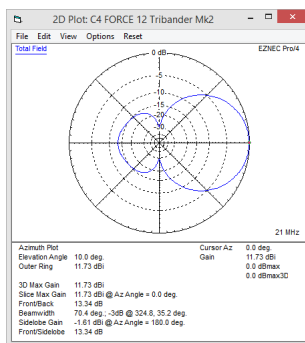 2D Plot: C4 FORCE 12 Tribander Mk2
File Edit View Options Reset
Total Field
EZNEC Pro/4
0 dB
-5
-10
-15
-20
-30
21 MHz
Azimuth Plot
Cursor Az 0.0 deg.
Elevation Angle 10.0 deg.
Gain 11.73 dBi
Outer Ring 11.73 dBi
0.0 dBmax
0.0 dBmax3D
3D Max Gain 11.73 dBi
Slice Max Gain 11.73 dBi @ Az Angle = 0.0 deg.
Front/Back 13.34 dB
Beamwidth 70.4 deg.; -3dB @ 324.8, 35.2 deg.
Sidelobe Gain -1.61 dBi @ Az Angle = 180.0 deg.
Front/Sidelobe 13.34 dB